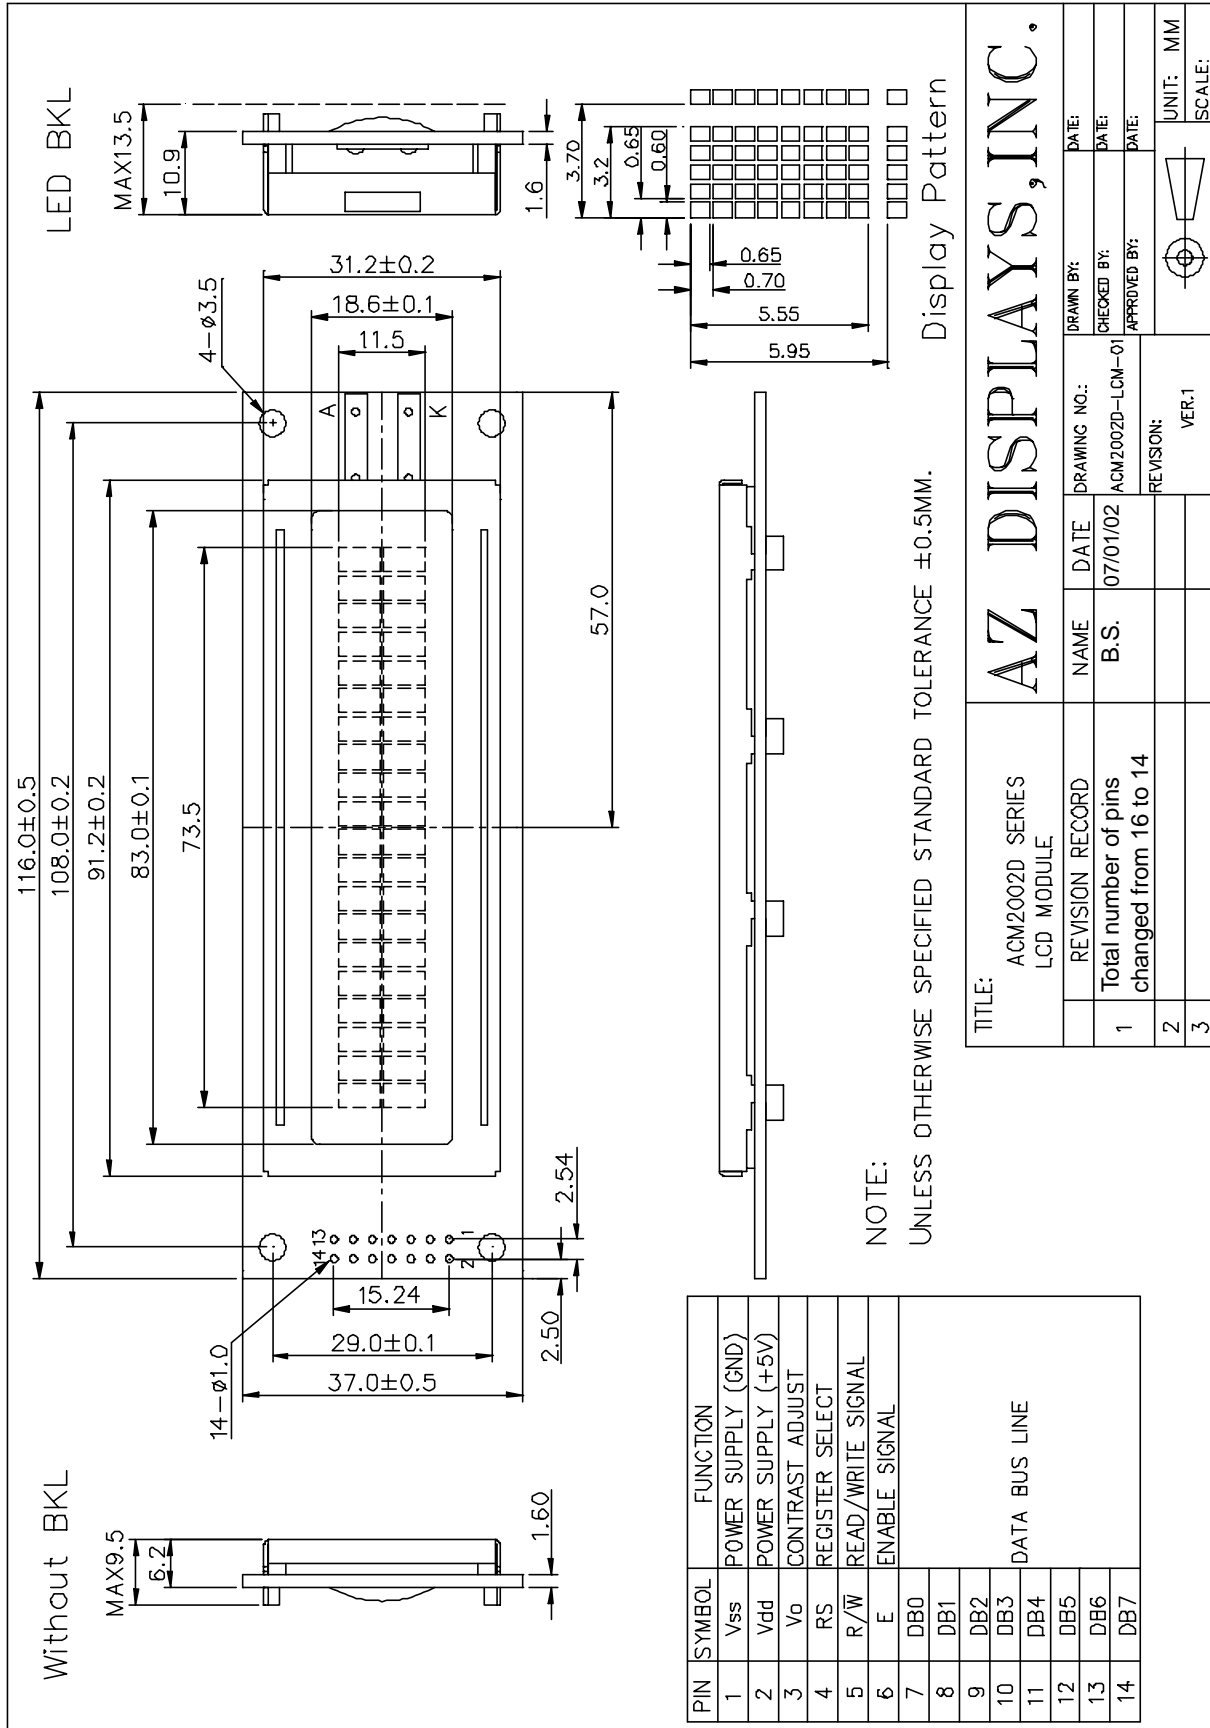 Without BKL
MAX9.5
6.2
1.60
116.0±0.5
108.0±0.2
91.2±0.2
83.0±0.1
73.5
57.0
4-ø3.5
31.2±0.2
18.6±0.1
11.5
A
K
14
13
2
1
14-ø1.0
15.24
29.0±0.1
37.0±0.5
2.54
2.50
LED BKL
MAX13.5
10.9
1.6
3.70
3.2
0.65
0.60
0.65
0.70
5.55
5.95
Display Pattern
NOTE:
UNLESS OTHERWISE SPECIFIED STANDARD TOLERANCE ±0.5MM.
PIN SYMBOL FUNCTION
1 Vss POWER SUPPLY (GND)
2 Vdd POWER SUPPLY (+5V)
3 Vo CONTRAST ADJUST
4 RS REGISTER SELECT
5 R/W̅ READ/WRITE SIGNAL
6 E ENABLE SIGNAL
7 DB0
8 DB1
9 DB2
10 DB3
DATA BUS LINE
11 DB4
12 DB5
13 DB6
14 DB7
TITLE:
ACM2002D SERIES
LCD MODULE
AZ DISPLAYS,INC.
REVISION RECORD NAME DATE
1 Total number of pins
changed from 16 to 14
B.S. 07/01/02
2
3
DRAWING NO.:
ACM2002D-LCM-01
REVISION:
VER.1
DRAWN BY: DATE:
CHECKED BY: DATE:
APPROVED BY: DATE:
UNIT: MM
SCALE: